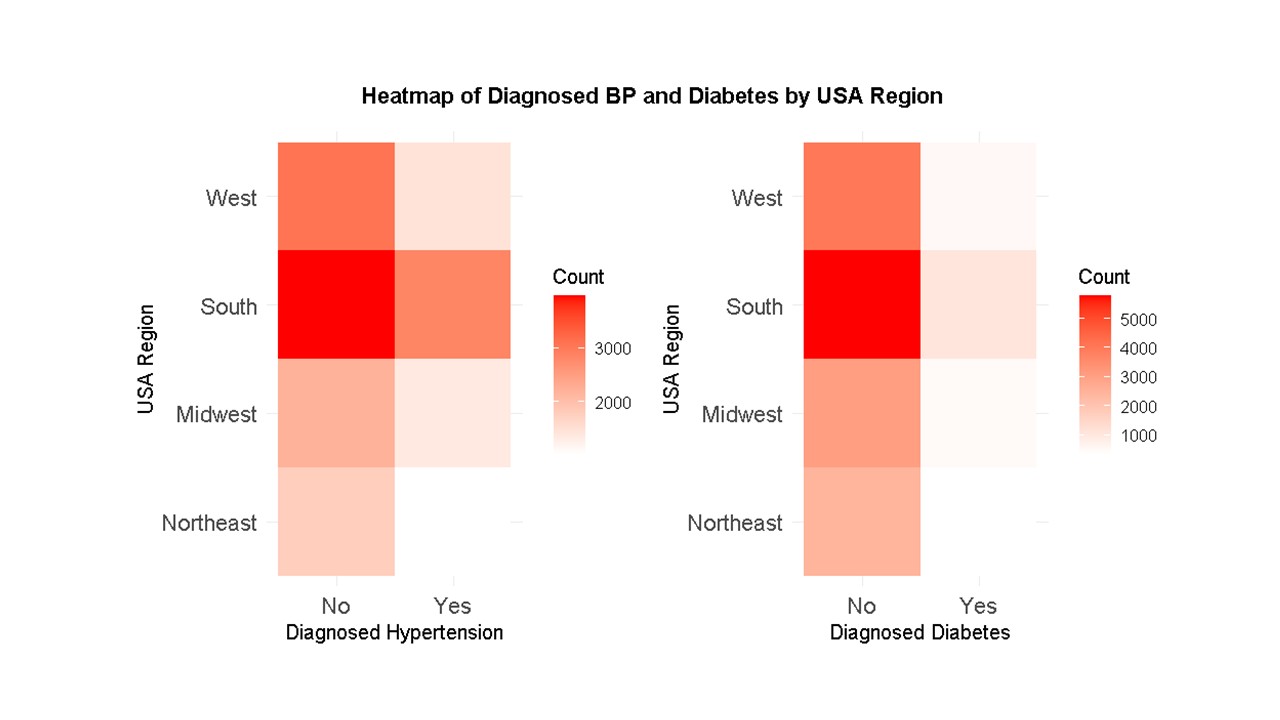 Heatmap of Diagnosed BP and Diabetes by USA Region
USA Region
West
South
Midwest
Northeast
No Yes
Diagnosed Hypertension
Count
3000
2000
USA Region
West
South
Midwest
Northeast
No Yes
Diagnosed Diabetes
Count
5000
4000
3000
2000
1000